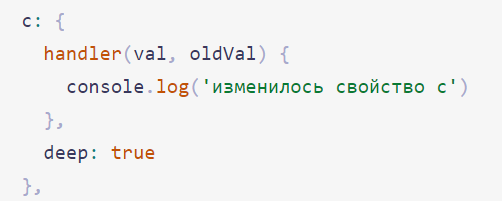 c: {
handler(val, oldVal) {
console.log('изменилось свойство c')
},
deep: true
},